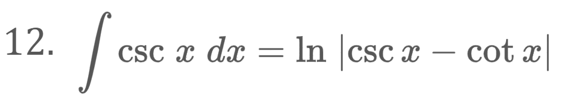 12. ∫ csc x dx = ln |csc x − cot x|